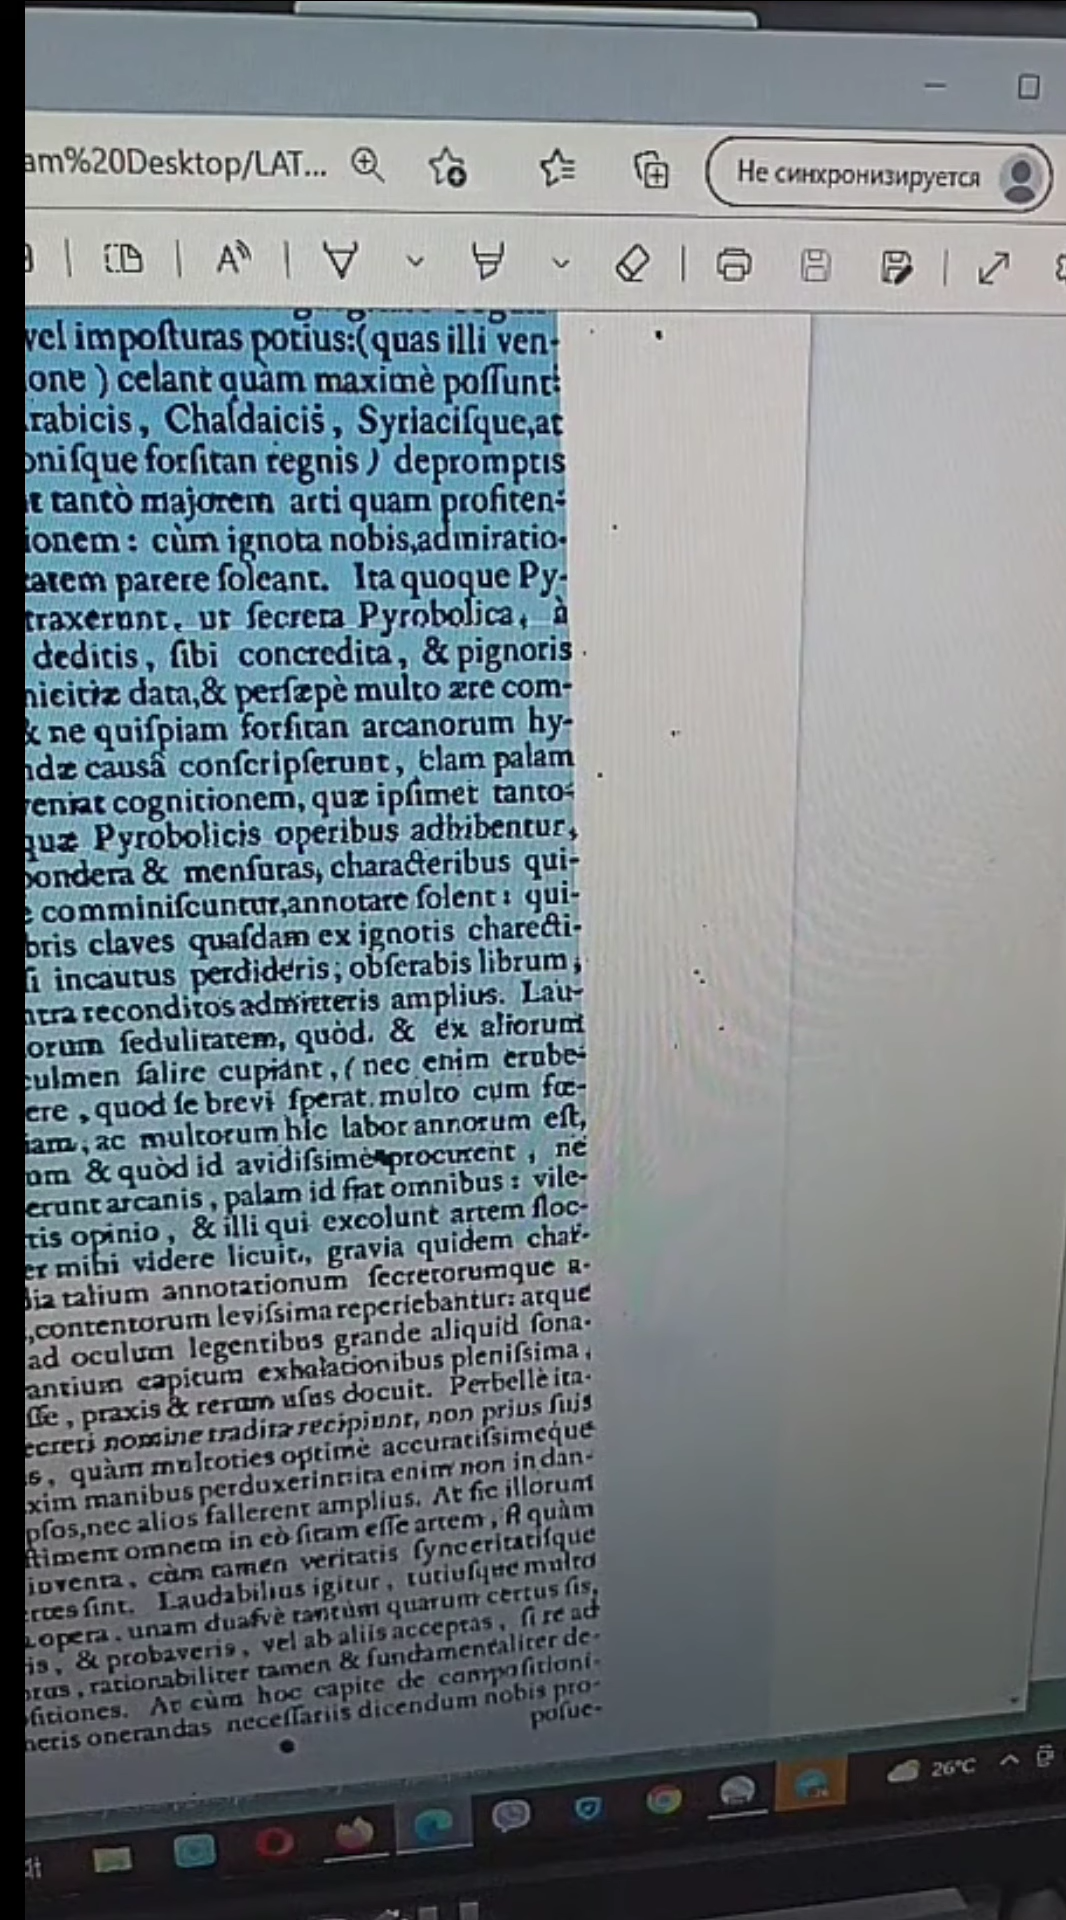 am%20Desktop/LAT...
Не синхронизируется
vel impoſturas potius:(quas illi ven-
one ) celant quàm maximè poſſunt:
rabicis, Chaldaicis, Syriaciſque,at
oniſque forſitan regnis ) depromptis
t tantò majorem arti quam profiten-
ionem : cùm ignota nobis,admiratio-
tatem parere ſoleant. Ita quoque Py-
traxerunt, ut ſecreta Pyrobolica, à
deditis, ſibi concredita, & pignoris
niciriæ data,& perſæpè multo ære com-
& ne quiſpiam forſitan arcanorum hy-
ndæ causâ conſcripſerunt, clam palam
veniat cognitionem, quæ ipſimet tanto-
quæ Pyrobolicis operibus adhibentur,
pondera & menſuras, characteribus qui-
e comminiſcuntur,annotare ſolent : qui-
bris claves quaſdam ex ignotis charecti-
ſi incautus perdideris; obſerabis librum;
ntra reconditos admitteris amplius. Lau-
orum ſedulitatem, quòd. & ex aliorum
culmen ſalire cupiant, ( nec enim erube-
ere, quod ſe brevi ſperat multo cum fœ-
iam, ac multorum hîc labor annorum eſt,
om & quòd id avidiſsimè procurent, ne
erunt arcanis, palam id fiat omnibus : vile-
tis opinio, & illi qui excolunt artem floc-
er mihi videre licuit., gravia quidem char-
dia talium annotationum ſecretorumque a-
,contentorum leviſsima reperiebantur: atque
ad oculum legentibus grande aliquid ſona-
antium capitum exhalationibus pleniſsima,
ſſe, praxis & rerum uſus docuit. Perbellè ita-
ecreti nomine tradita recipiunt, non prius ſuis
s, quàm multoties optimè accuratiſsimeque
xim manibus perduxerint:ita enim non in dan-
pſos,nec alios fallerent amplius. At ſic illorum
ſtiment omnem in eò ſitam eſſe artem, ſi quàm
inventa, cùm tamen veritatis ſynceritatiſque
rtes ſint. Laudabilius igitur, tutiuſque multò
opera, unam duaſvè tantùm quarum certus ſis,
is, & probaveris, vel ab aliis acceptas, ſi re ad
tus, rationabiliter tamen & fundamentaliter de-
ſitiones. At cùm hoc capite de compoſitioni-
neris onerandas neceſſariis dicendum nobis pro-
poſue-
26°C